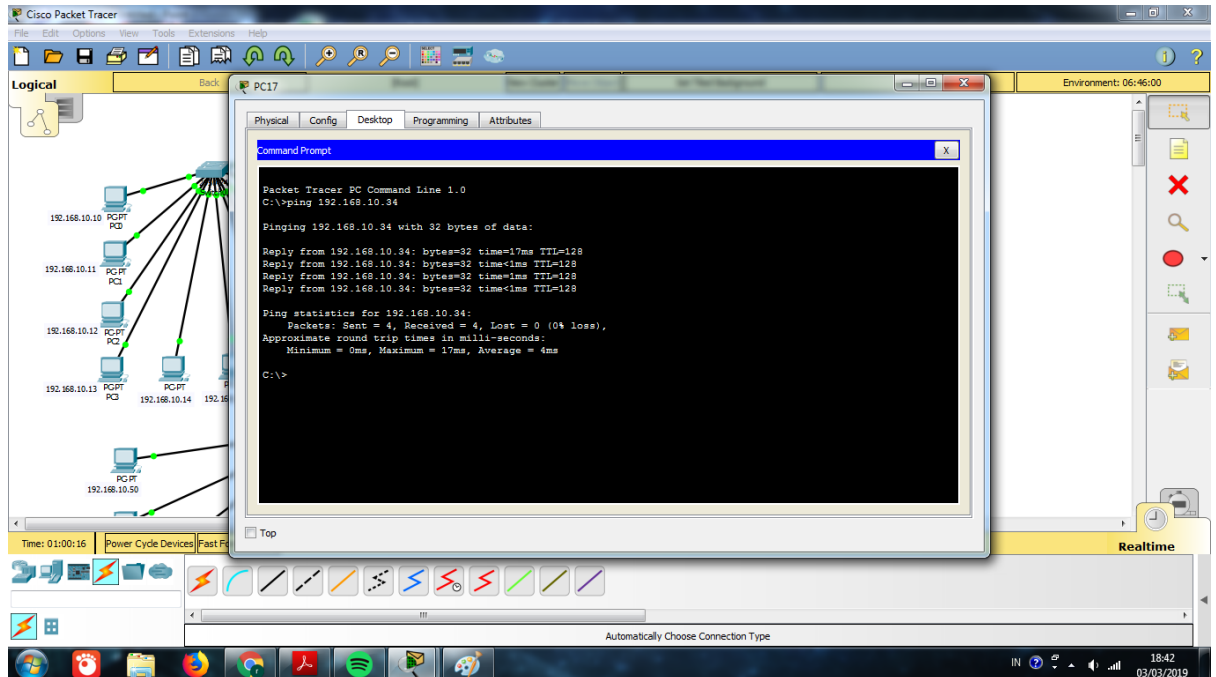 Cisco Packet Tracer
File Edit Options View Tools Extensions Help
Logical
Back
Environment: 06:46:00
PC17
Physical Config Desktop Programming Attributes
Command Prompt
X
Packet Tracer PC Command Line 1.0
C:\>ping 192.168.10.34
Pinging 192.168.10.34 with 32 bytes of data:
Reply from 192.168.10.34: bytes=32 time=17ms TTL=128
Reply from 192.168.10.34: bytes=32 time<1ms TTL=128
Reply from 192.168.10.34: bytes=32 time=1ms TTL=128
Reply from 192.168.10.34: bytes=32 time<1ms TTL=128
Ping statistics for 192.168.10.34:
Packets: Sent = 4, Received = 4, Lost = 0 (0% loss),
Approximate round trip times in milli-seconds:
Minimum = 0ms, Maximum = 17ms, Average = 4ms
C:\>
192.168.10.10 PC-PT
PC0
192.168.10.11 PC-PT
PC1
192.168.10.12 PC-PT
PC2
192.168.10.13 PC-PT
PC3
PC-PT
192.168.10.14
PC-PT
192.168.10.50
Top
Time: 01:00:16 Power Cycle Devices
Realtime
Automatically Choose Connection Type
IN
18:42
03/03/2019